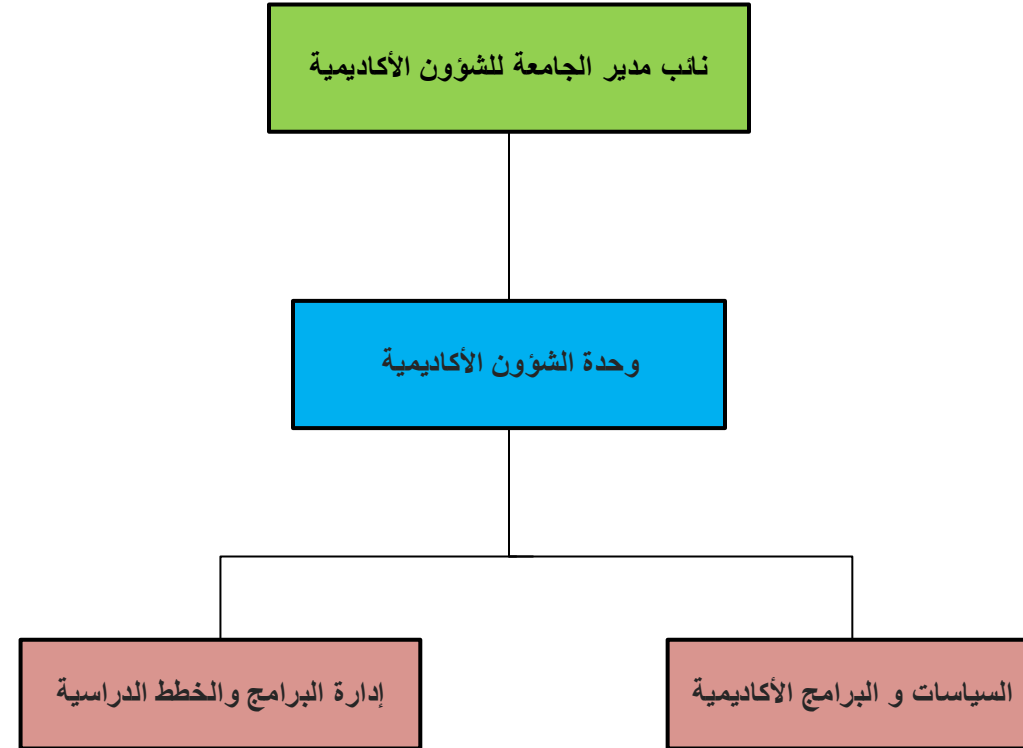 نائب مدير الجامعة للشؤون الأكاديمية
وحدة الشؤون الأكاديمية
السياسات و البرامج الأكاديمية
إدارة البرامج والخطط الدراسية